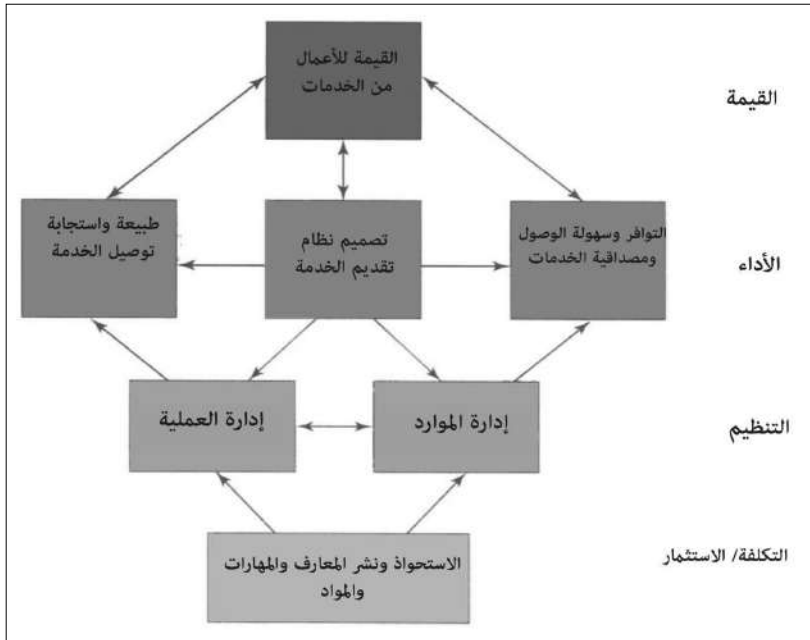 القيمة للأعمال
من الخدمات
القيمة
التوافر وسهولة الوصول
ومصداقية الخدمات
تصميم نظام
تقديم الخدمة
طبيعة واستجابة
توصيل الخدمة
الأداء
إدارة الموارد
إدارة العملية
التنظيم
الاستحواذ ونشر المعارف والمهارات
والمواد
التكلفة/ الاستثمار